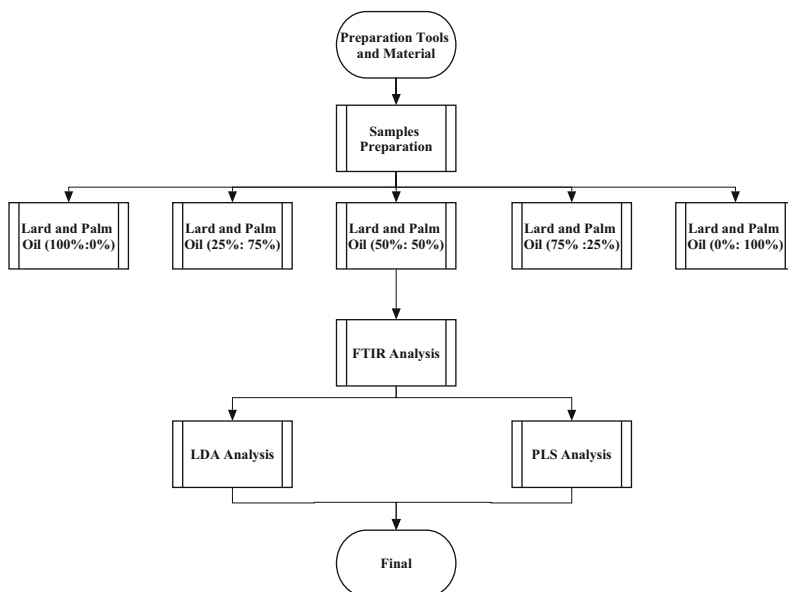 Preparation Tools
and Material
Samples
Preparation
Lard and Palm
Oil (100%:0%)
Lard and Palm
Oil (25%: 75%)
Lard and Palm
Oil (50%: 50%)
Lard and Palm
Oil (75% :25%)
Lard and Palm
Oil (0%: 100%)
FTIR Analysis
LDA Analysis
PLS Analysis
Final